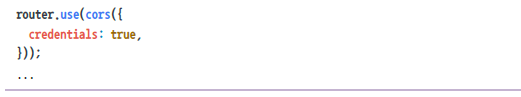 router.use(cors({
  credentials: true,
}));
...